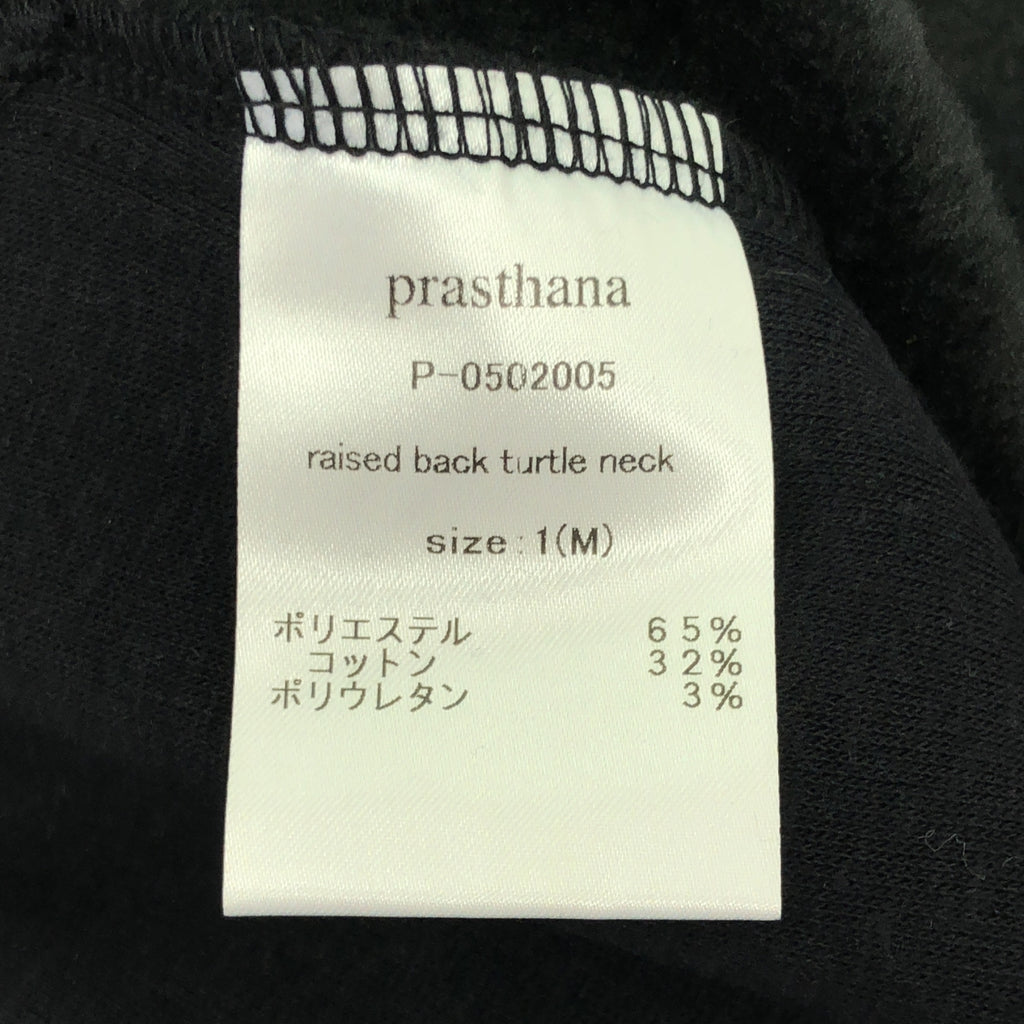 prasthana
P-0502005
raised back turtle neck
size : 1(M)
ポリエステル 65%
コットン 32%
ポリウレタン 3%